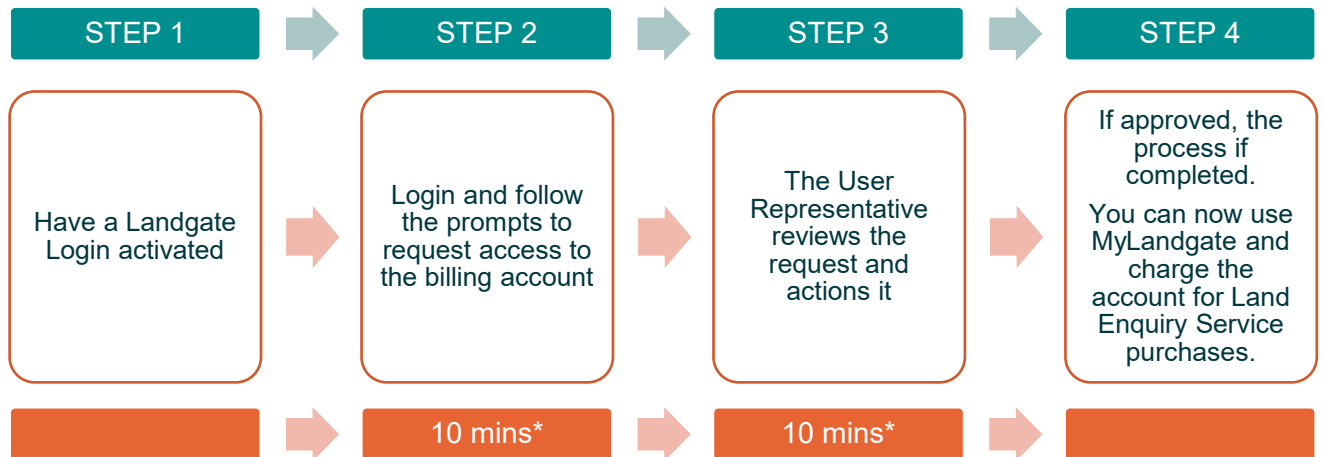 STEP 1
STEP 2
STEP 3
STEP 4
Have a Landgate
Login activated
Login and follow
the prompts to
request access to
the billing account
The User
Representative
reviews the
request and
actions it
If approved, the
process if
completed.
You can now use
MyLandgate and
charge the
account for Land
Enquiry Service
purchases.
10 mins*
10 mins*